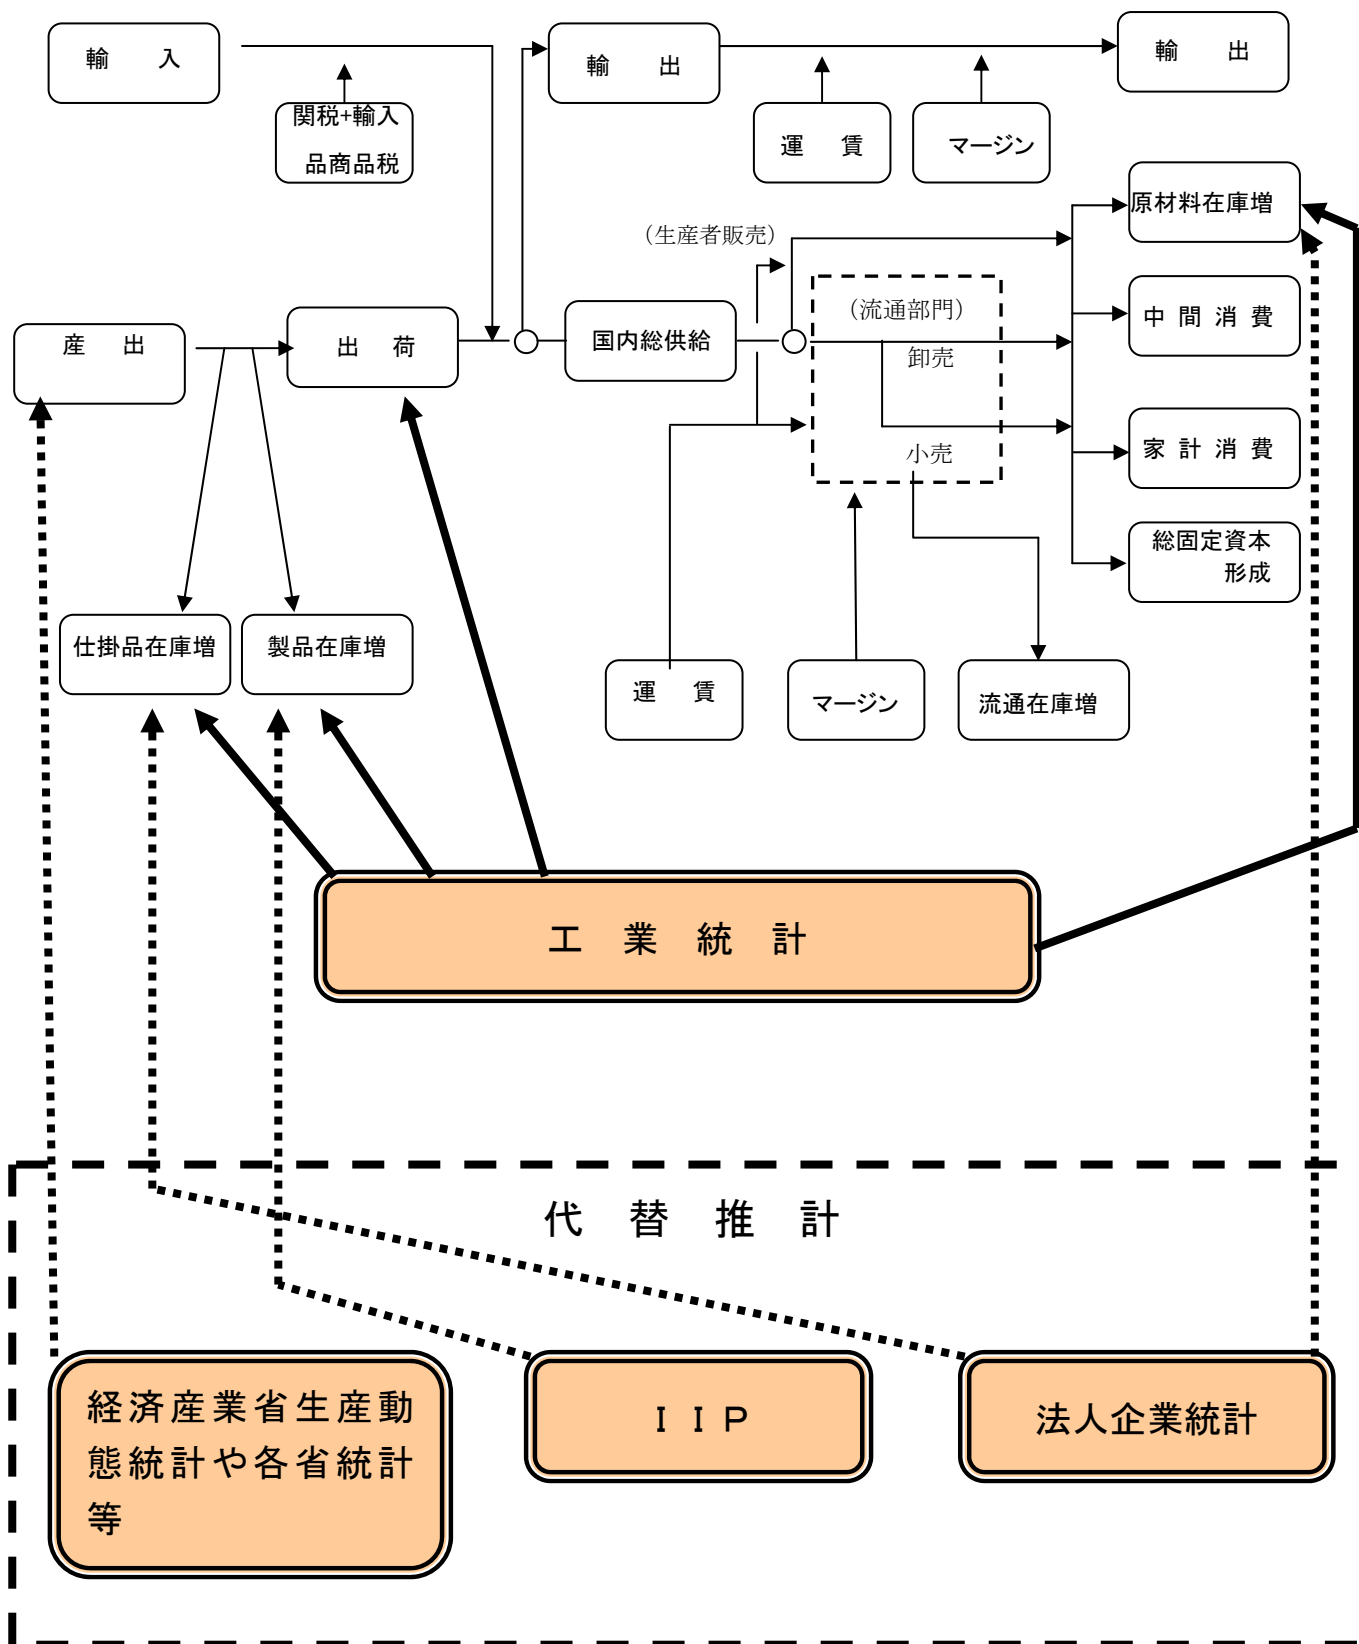 輸　入
輸　出
輸　出
関税+輸入
品商品税
運　賃
マージン
原材料在庫増
（生産者販売）
（流通部門）
中 間 消 費
産　出
出　荷
国内総供給
卸売
家 計 消 費
小売
総固定資本
形成
仕掛品在庫増
製品在庫増
運　賃
マージン
流通在庫増
工　業　統　計
代　替　推　計
経済産業省生産動
態統計や各省統計
等
ＩＩＰ
法人企業統計